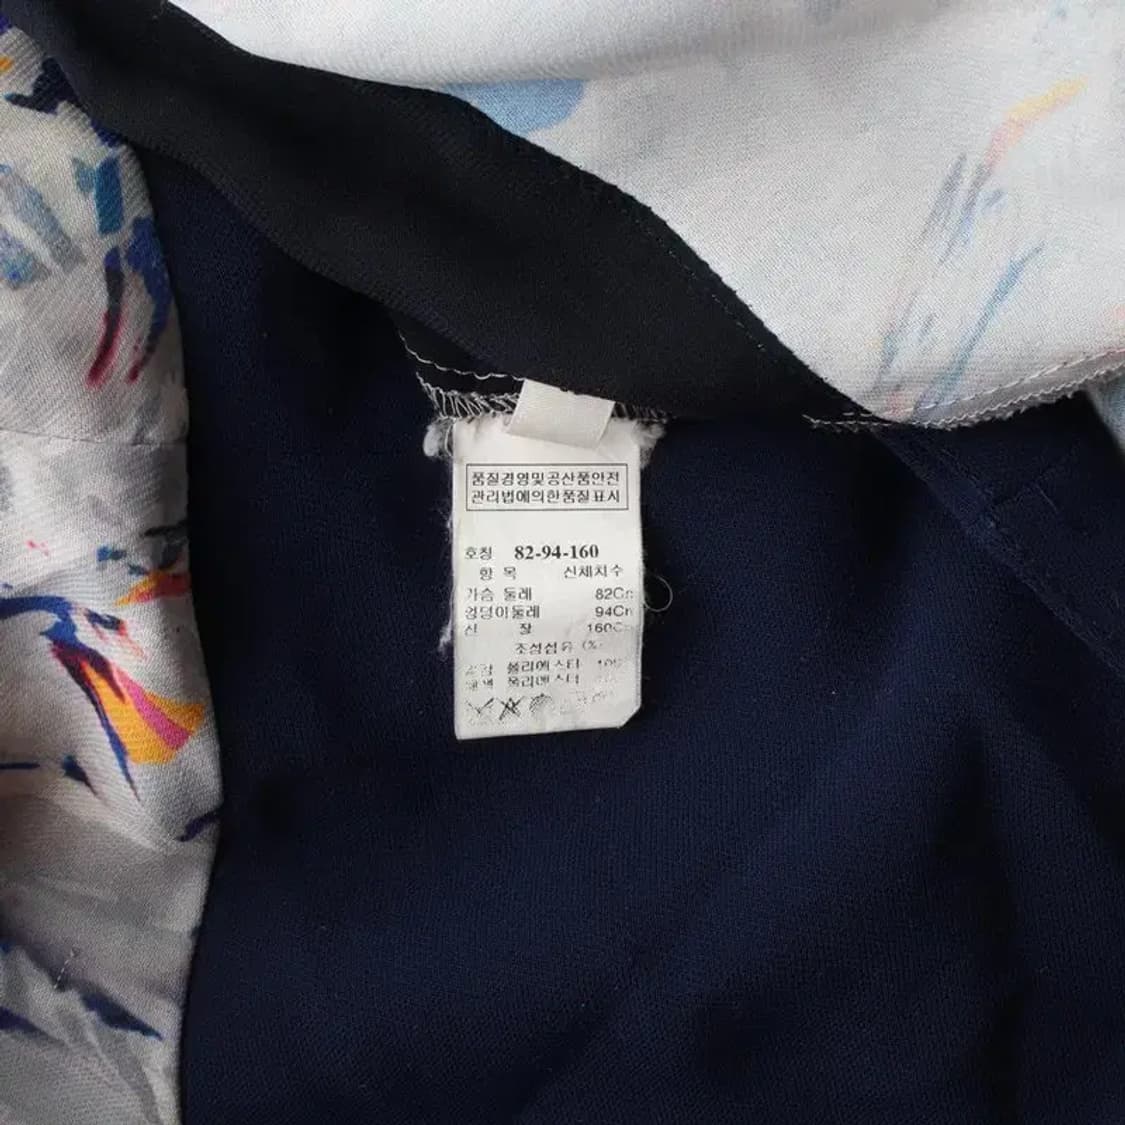 품질경영및공산품안전
관리법에의한품질표시
호칭 82-94-160
항 목 신체치수
가슴 둘레 82Cm
엉덩이둘레 94Cm
신 장 160Cm
조성섬유 (%)
폴리에스터
폴리에스터